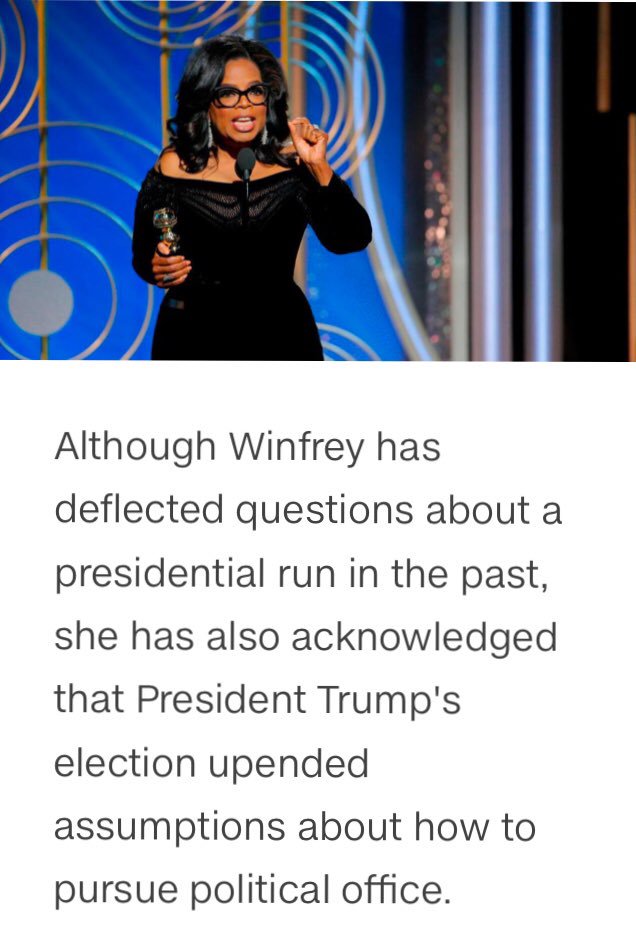 Although Winfrey has
deflected questions about a
presidential run in the past,
she has also acknowledged
that President Trump's
election upended
assumptions about how to
pursue political office.